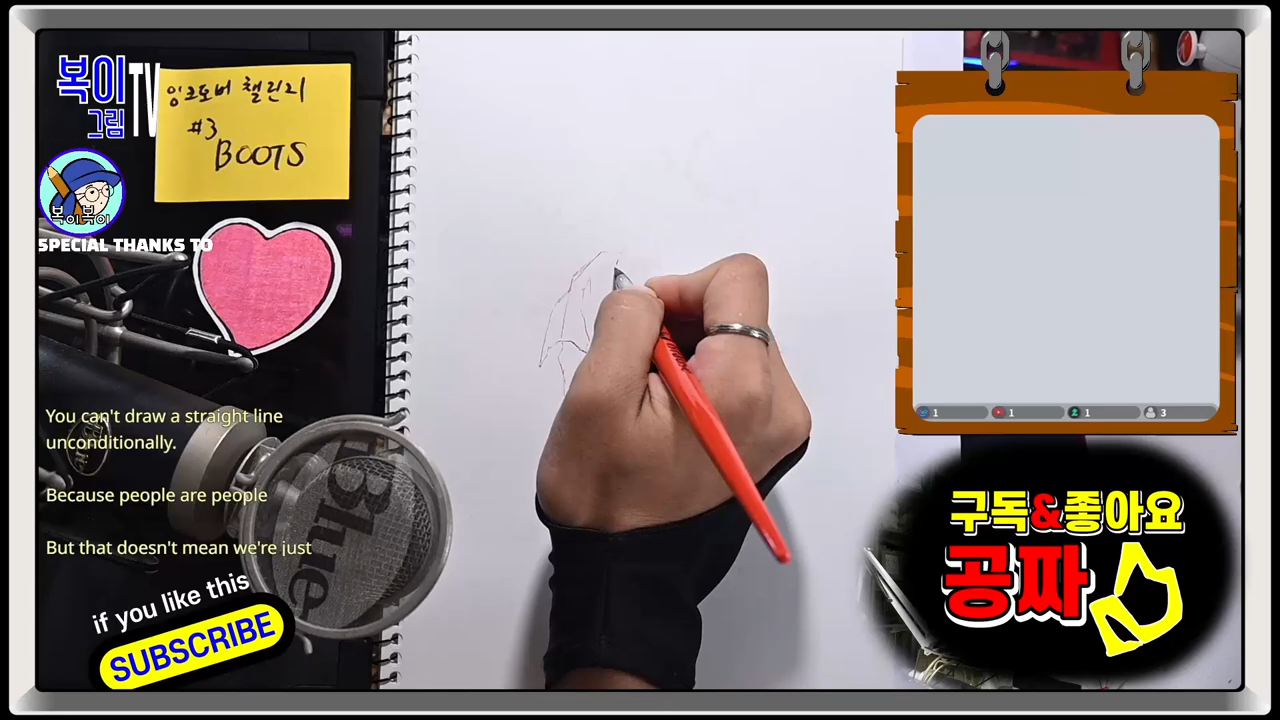 복이
그림
TV
잉크토버 챌린지
#3
BOOTS
복이복이
SPECIAL THANKS TO
You can't draw a straight line
unconditionally.
Because people are people
But that doesn't mean we're just
Blue
if you like this
SUBSCRIBE
1
1
1
3
구독&좋아요
공짜